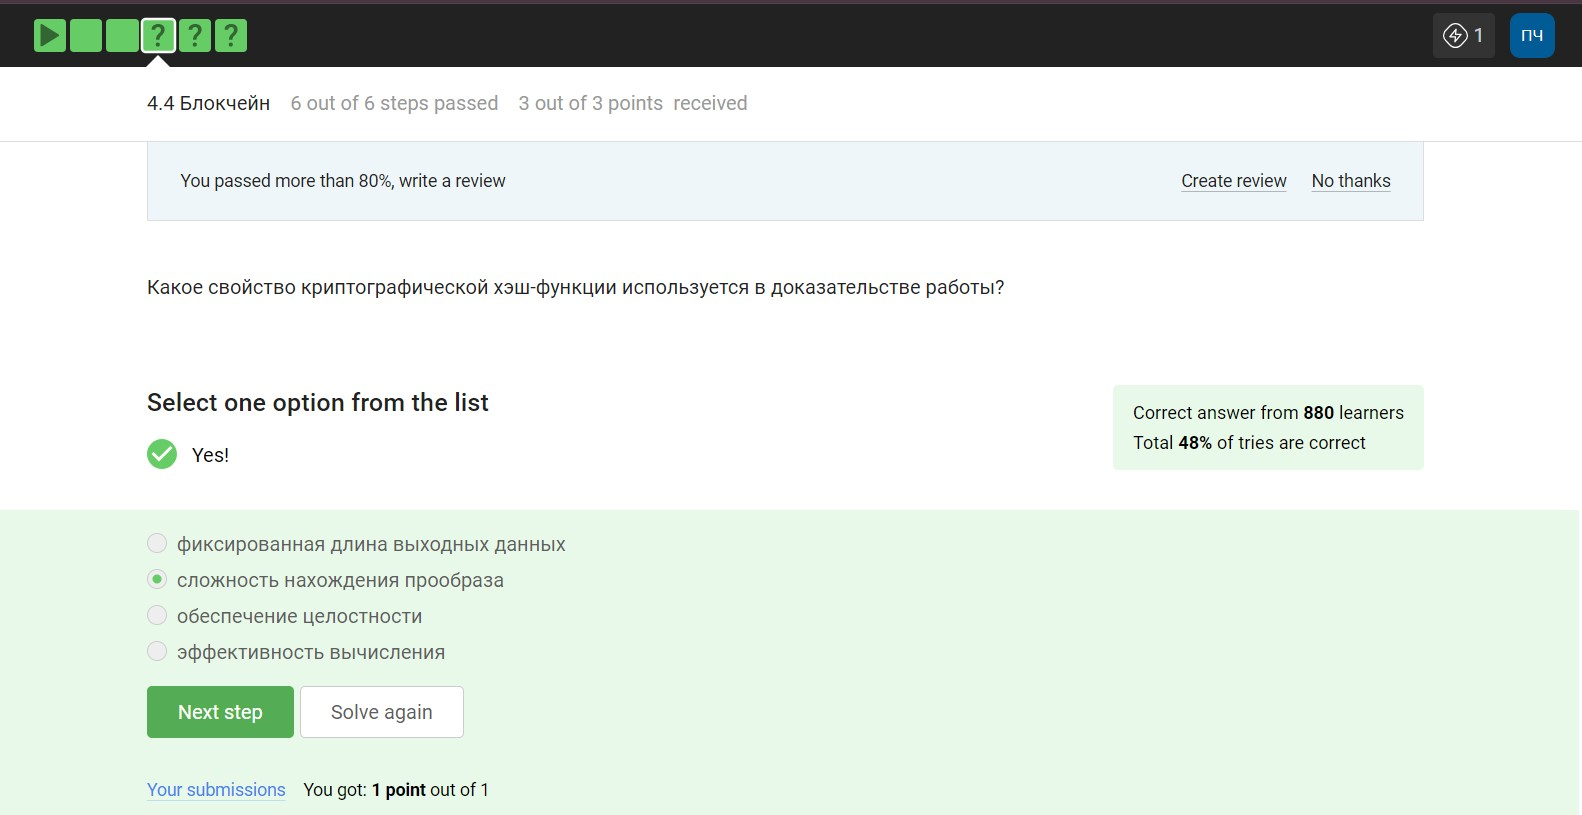 ? ? ?
1
ПЧ
4.4 Блокчейн 6 out of 6 steps passed 3 out of 3 points received
You passed more than 80%, write a review Create review No thanks
Какое свойство криптографической хэш-функции используется в доказательстве работы?
Select one option from the list
Yes!
Correct answer from 880 learners
Total 48% of tries are correct
фиксированная длина выходных данных
сложность нахождения прообраза
обеспечение целостности
эффективность вычисления
Next step Solve again
Your submissions You got: 1 point out of 1